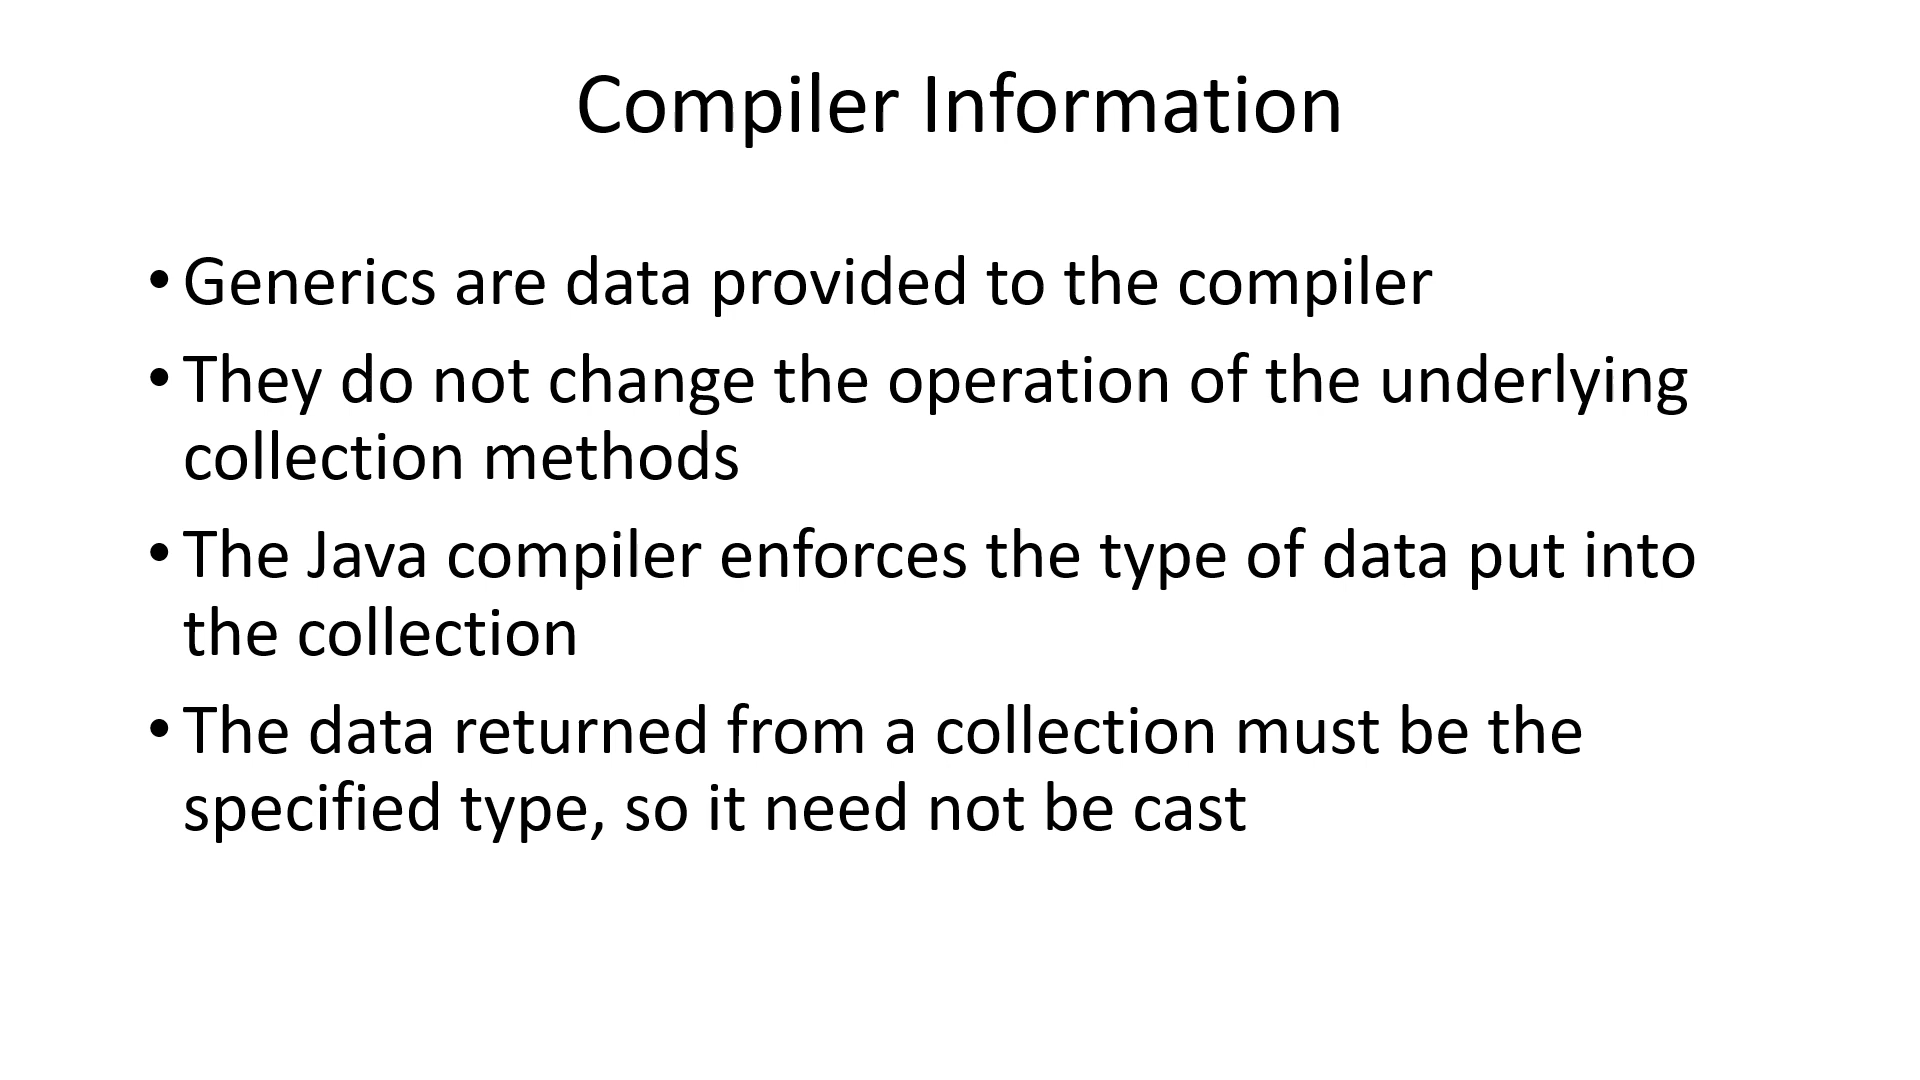 Compiler Information
• Generics are data provided to the compiler
• They do not change the operation of the underlying
collection methods
• The Java compiler enforces the type of data put into
the collection
• The data returned from a collection must be the
specified type, so it need not be cast